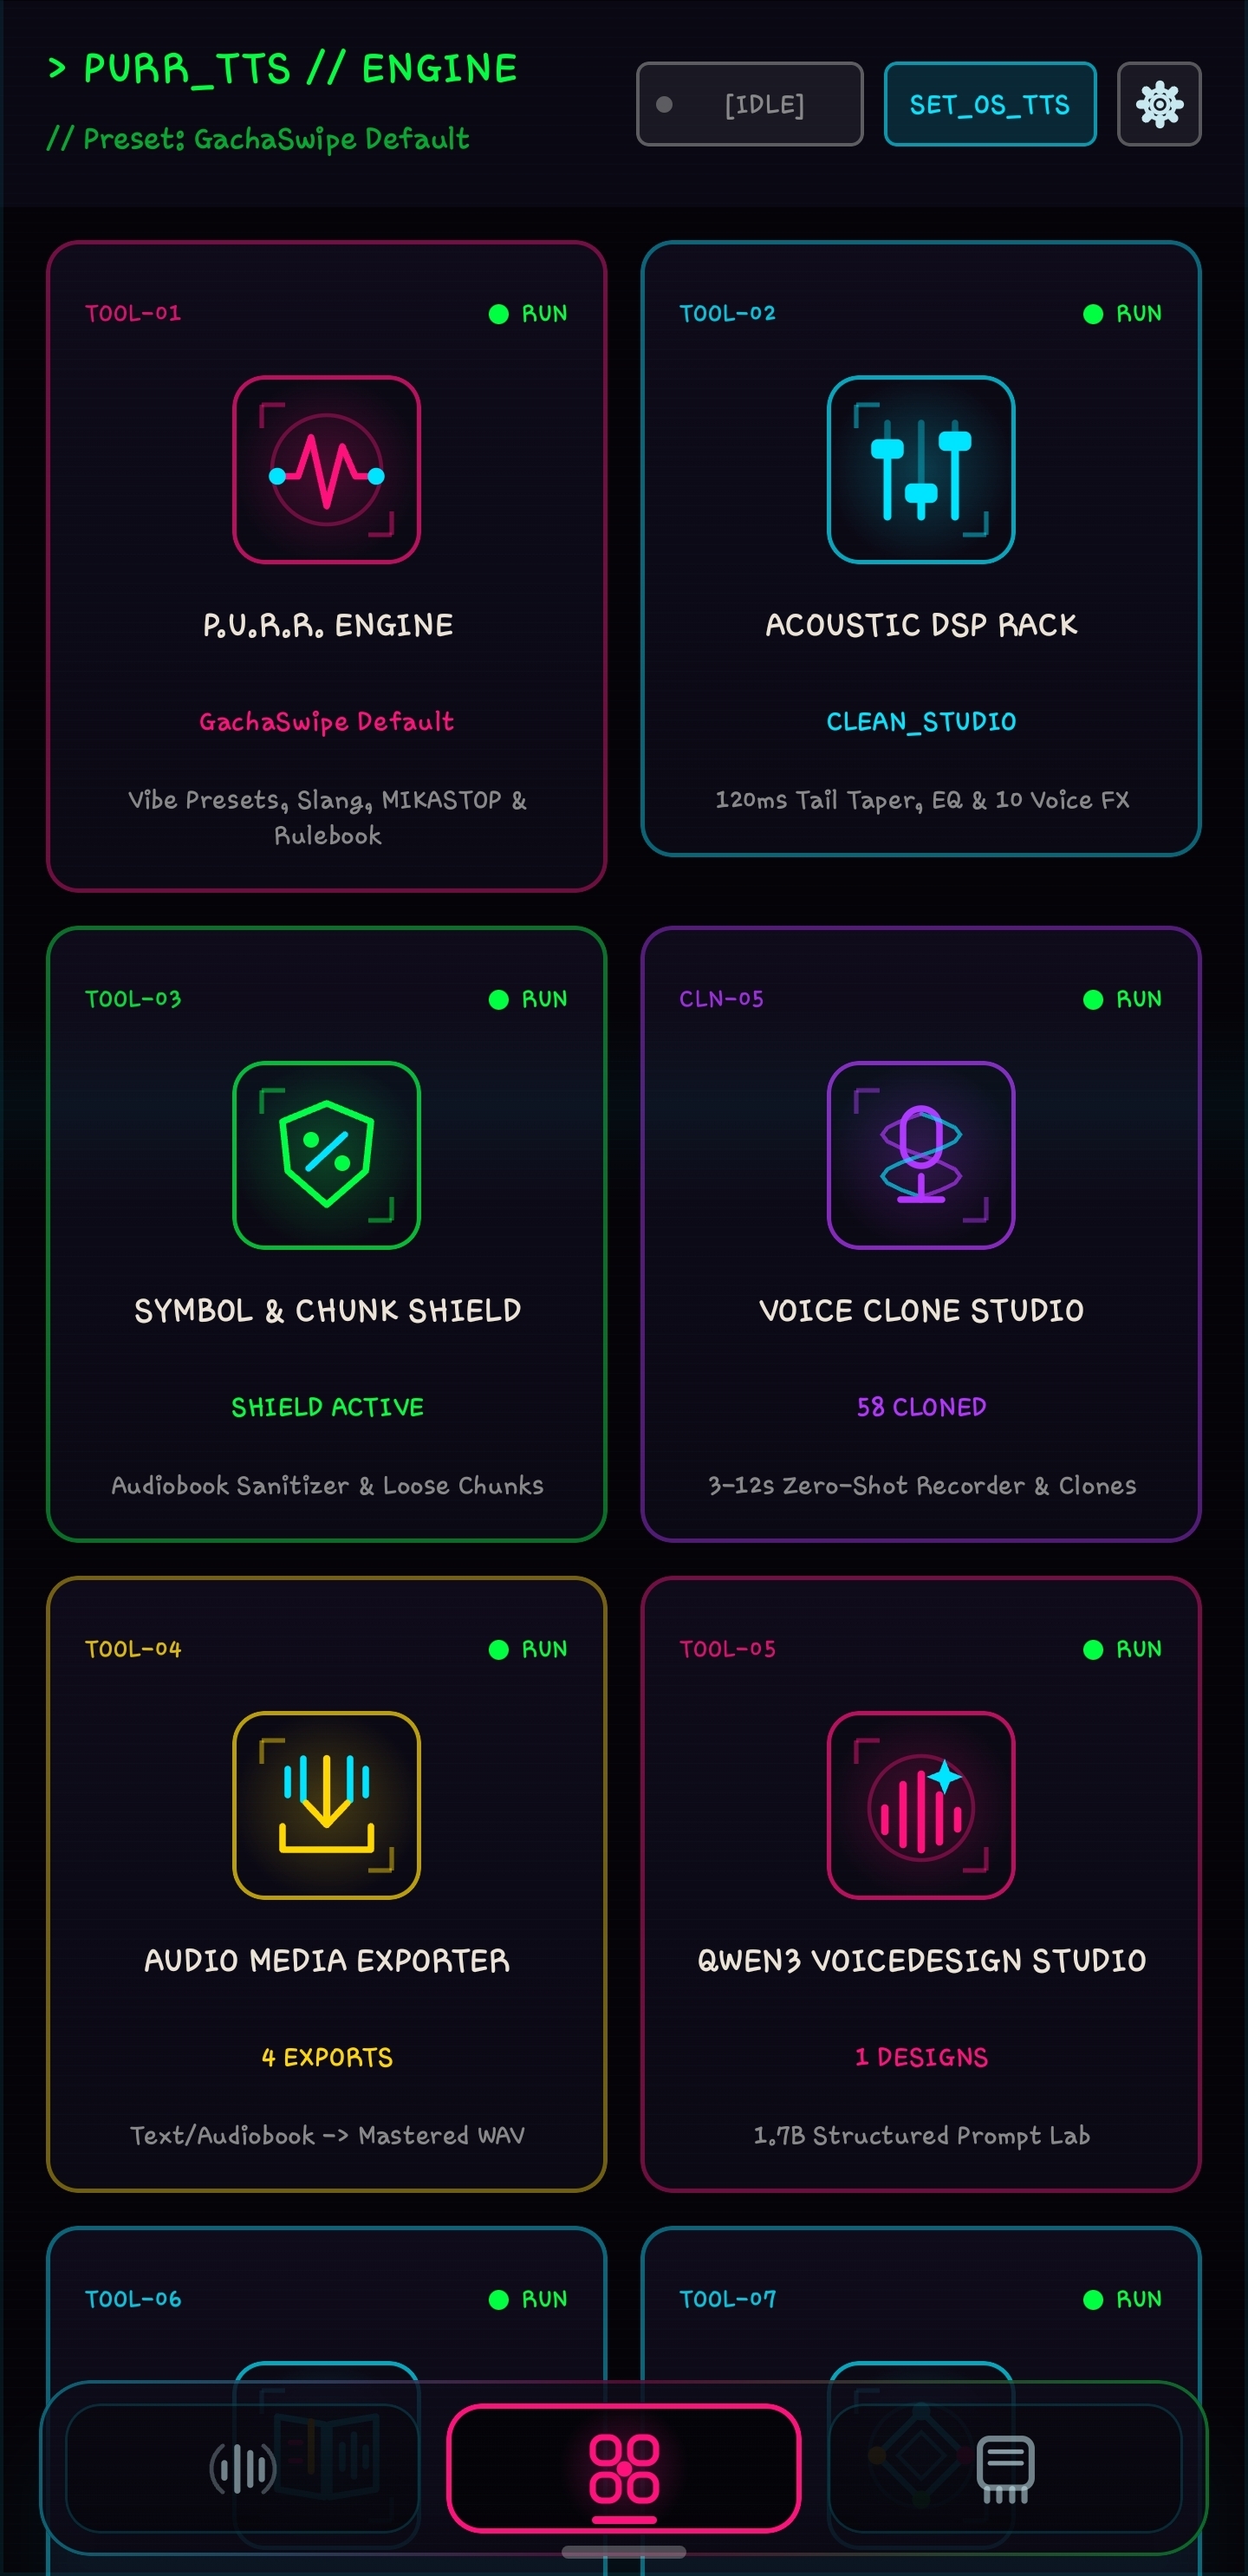 > PURR_TTS // ENGINE
// Preset: GachaSwipe Default
[IDLE]
SET_OS_TTS
TOOL-01
RUN
P.U.R.R. ENGINE
GachaSwipe Default
Vibe Presets, Slang, MIKASTOP &
Rulebook
TOOL-02
RUN
ACOUSTIC DSP RACK
CLEAN_STUDIO
120ms Tail Taper, EQ & 10 Voice FX
TOOL-03
RUN
SYMBOL & CHUNK SHIELD
SHIELD ACTIVE
Audiobook Sanitizer & Loose Chunks
CLN-05
RUN
VOICE CLONE STUDIO
58 CLONED
3-12s Zero-Shot Recorder & Clones
TOOL-04
RUN
AUDIO MEDIA EXPORTER
4 EXPORTS
Text/Audiobook -> Mastered WAV
TOOL-05
RUN
QWEN3 VOICEDESIGN STUDIO
1 DESIGNS
1.7B Structured Prompt Lab
TOOL-06
RUN
TOOL-07
RUN